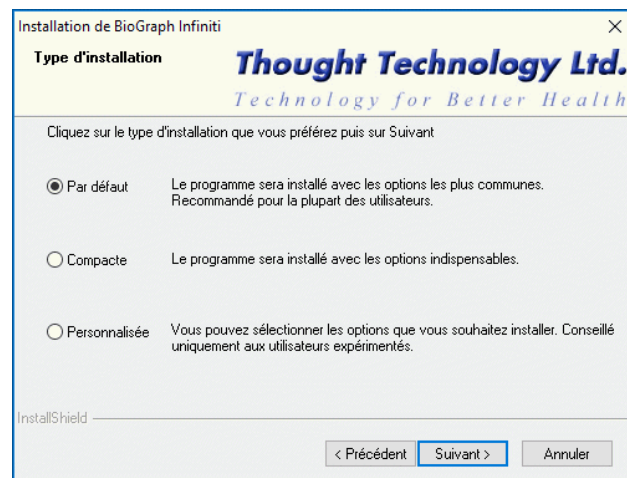 Installation de BioGraph Infiniti
Type d'installation
Thought Technology Ltd.
Technology for Better Health
Cliquez sur le type d'installation que vous préférez puis sur Suivant
Par défaut
Le programme sera installé avec les options les plus communes.
Recommandé pour la plupart des utilisateurs.
Compacte
Le programme sera installé avec les options indispensables.
Personnalisée
Vous pouvez sélectionner les options que vous souhaitez installer. Conseillé
uniquement aux utilisateurs expérimentés.
InstallShield
< Précédent
Suivant >
Annuler